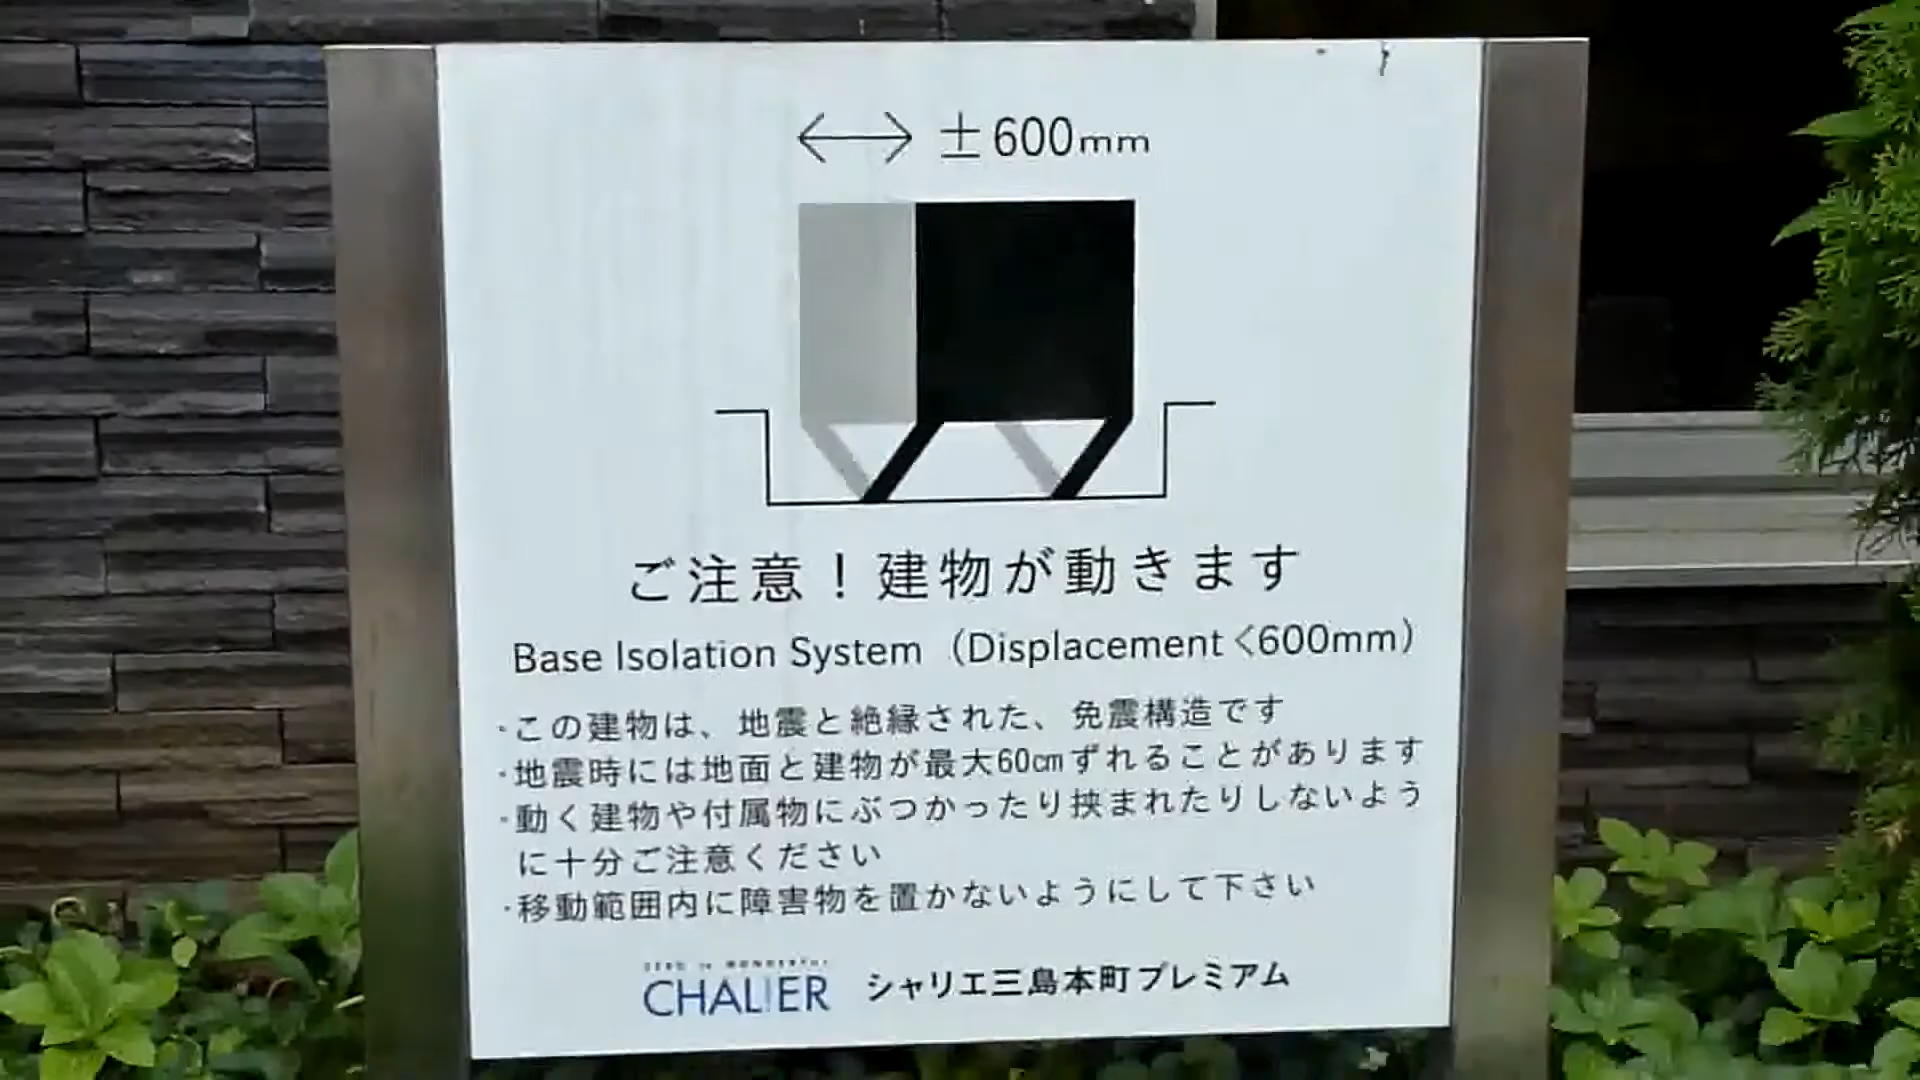 ±600mm
ご注意！建物が動きます
Base Isolation System（Displacement＜600mm）
・この建物は、地震と絶縁された、免震構造です
・地震時には地面と建物が最大60㎝ずれることがあります
・動く建物や付属物にぶつかったり挟まれたりしないよう
に十分ご注意ください
・移動範囲内に障害物を置かないようにして下さい
CHALIER シャリエ三島本町プレミアム